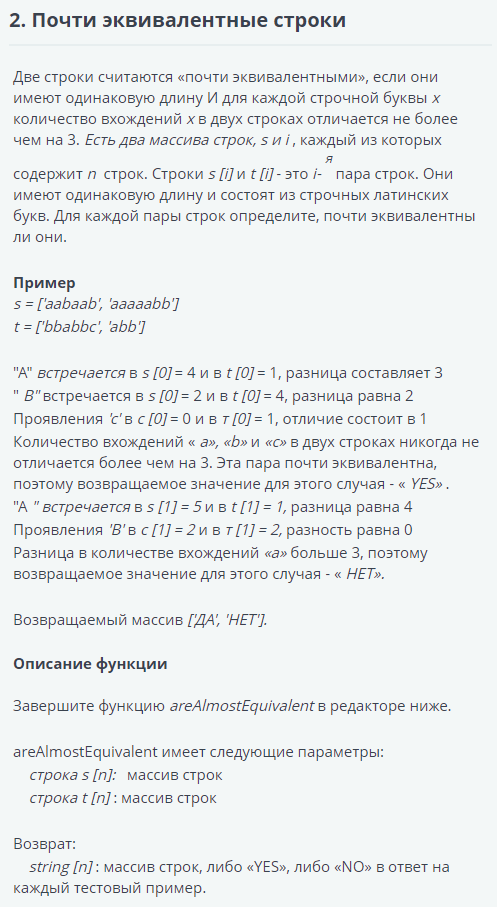 2. Почти эквивалентные строки
Две строки считаются «почти эквивалентными», если они
имеют одинаковую длину И для каждой строчной буквы x
количество вхождений x в двух строках отличается не более
чем на 3. Есть два массива строк, s и i , каждый из которых
содержит n строк. Строки s [i] и t [i] - это i- я пара строк. Они
имеют одинаковую длину и состоят из строчных латинских
букв. Для каждой пары строк определите, почти эквивалентны
ли они.
Пример
s = ['aabaab', 'aaaaabb']
t = ['bbabbc', 'abb']
"А" встречается в s [0] = 4 и в t [0] = 1, разница составляет 3
" B" встречается в s [0] = 2 и в t [0] = 4, разница равна 2
Проявления 'c' в с [0] = 0 и в т [0] = 1, отличие состоит в 1
Количество вхождений « a», «b» и «c» в двух строках никогда не
отличается более чем на 3. Эта пара почти эквивалентна,
поэтому возвращаемое значение для этого случая - « YES» .
"А " встречается в s [1] = 5 и в t [1] = 1, разница равна 4
Проявления 'B' в с [1] = 2 и в т [1] = 2, разность равна 0
Разница в количестве вхождений «а» больше 3, поэтому
возвращаемое значение для этого случая - « НЕТ».
Возвращаемый массив ['ДА', 'НЕТ'].
Описание функции
Завершите функцию areAlmostEquivalent в редакторе ниже.
areAlmostEquivalent имеет следующие параметры:
строка s [n]: массив строк
строка t [n] : массив строк
Возврат:
string [n] : массив строк, либо «YES», либо «NO» в ответ на
каждый тестовый пример.